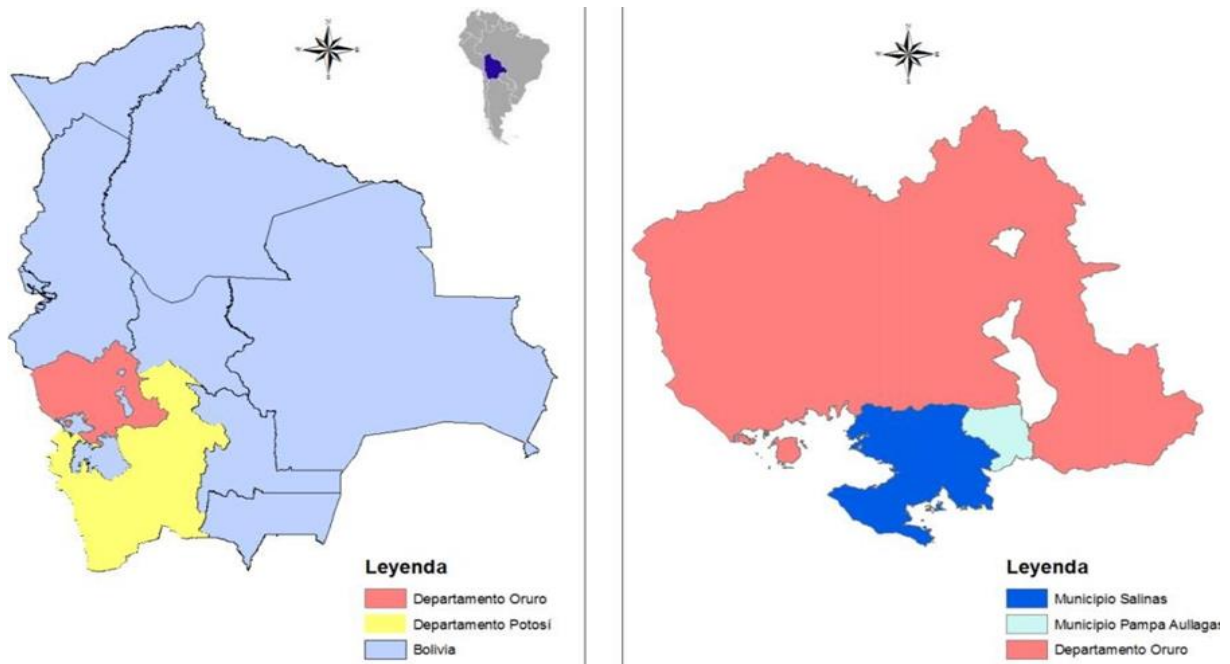 N
W
E
S
Leyenda
Departamento Oruro
Departamento Potosí
Bolivia
N
W
E
S
Leyenda
Municipio Salinas
Municipio Pampa Aullagas
Departamento Oruro